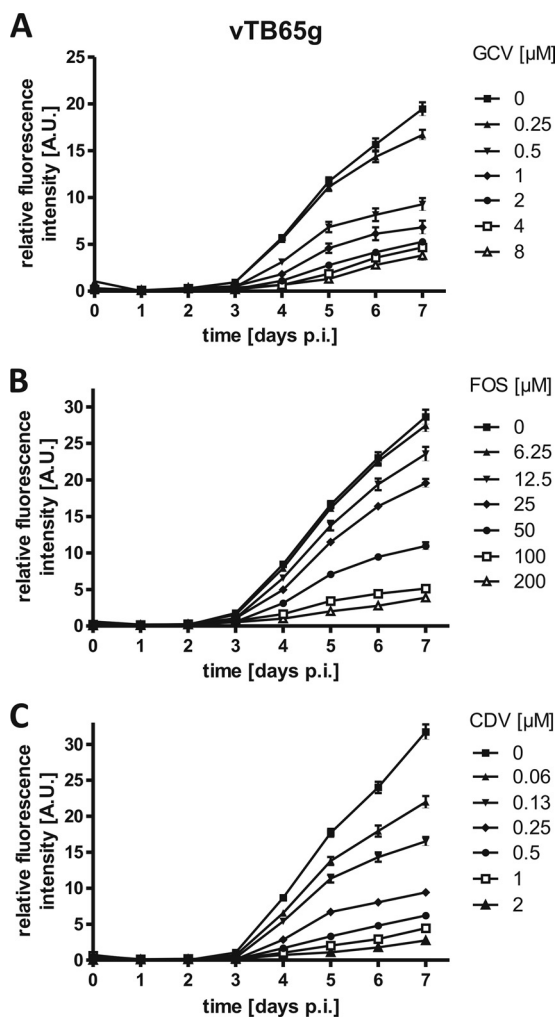 A
vTB65g
GCV [µM]
0
0.25
0.5
1
2
4
8
relative fluorescence
intensity [A.U.]
25
20
15
10
5
0
0 1 2 3 4 5 6 7
time [days p.i.]
B
FOS [µM]
0
6.25
12.5
25
50
100
200
relative fluorescence
intensity [A.U.]
30
25
20
15
10
5
0
0 1 2 3 4 5 6 7
time [days p.i.]
C
CDV [µM]
0
0.06
0.13
0.25
0.5
1
2
relative fluorescence
intensity [A.U.]
30
25
20
15
10
5
0
0 1 2 3 4 5 6 7
time [days p.i.]